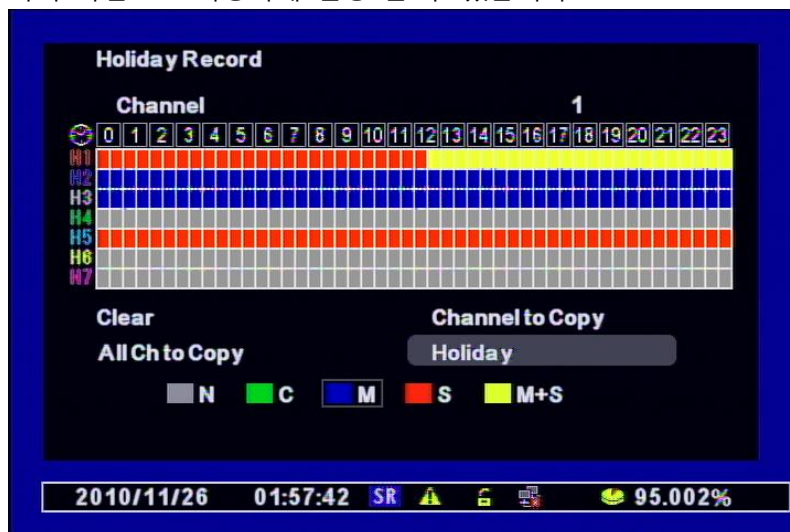 Holiday Record
Channel 1
0 1 2 3 4 5 6 7 8 9 10 11 12 13 14 15 16 17 18 19 20 21 22 23
H1
H2
H3
H4
H5
H6
H7
Clear Channel to Copy
All Ch to Copy Holiday
N C M S M+S
2010/11/26 01:57:42 SR 95.002%